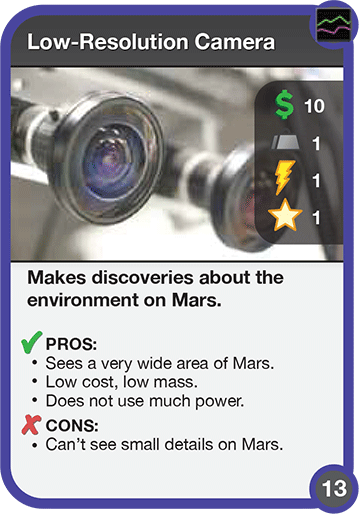 Low-Resolution Camera
$ 10
1
1
1
Makes discoveries about the
environment on Mars.
PROS:
• Sees a very wide area of Mars.
• Low cost, low mass.
• Does not use much power.
CONS:
• Can’t see small details on Mars.
13